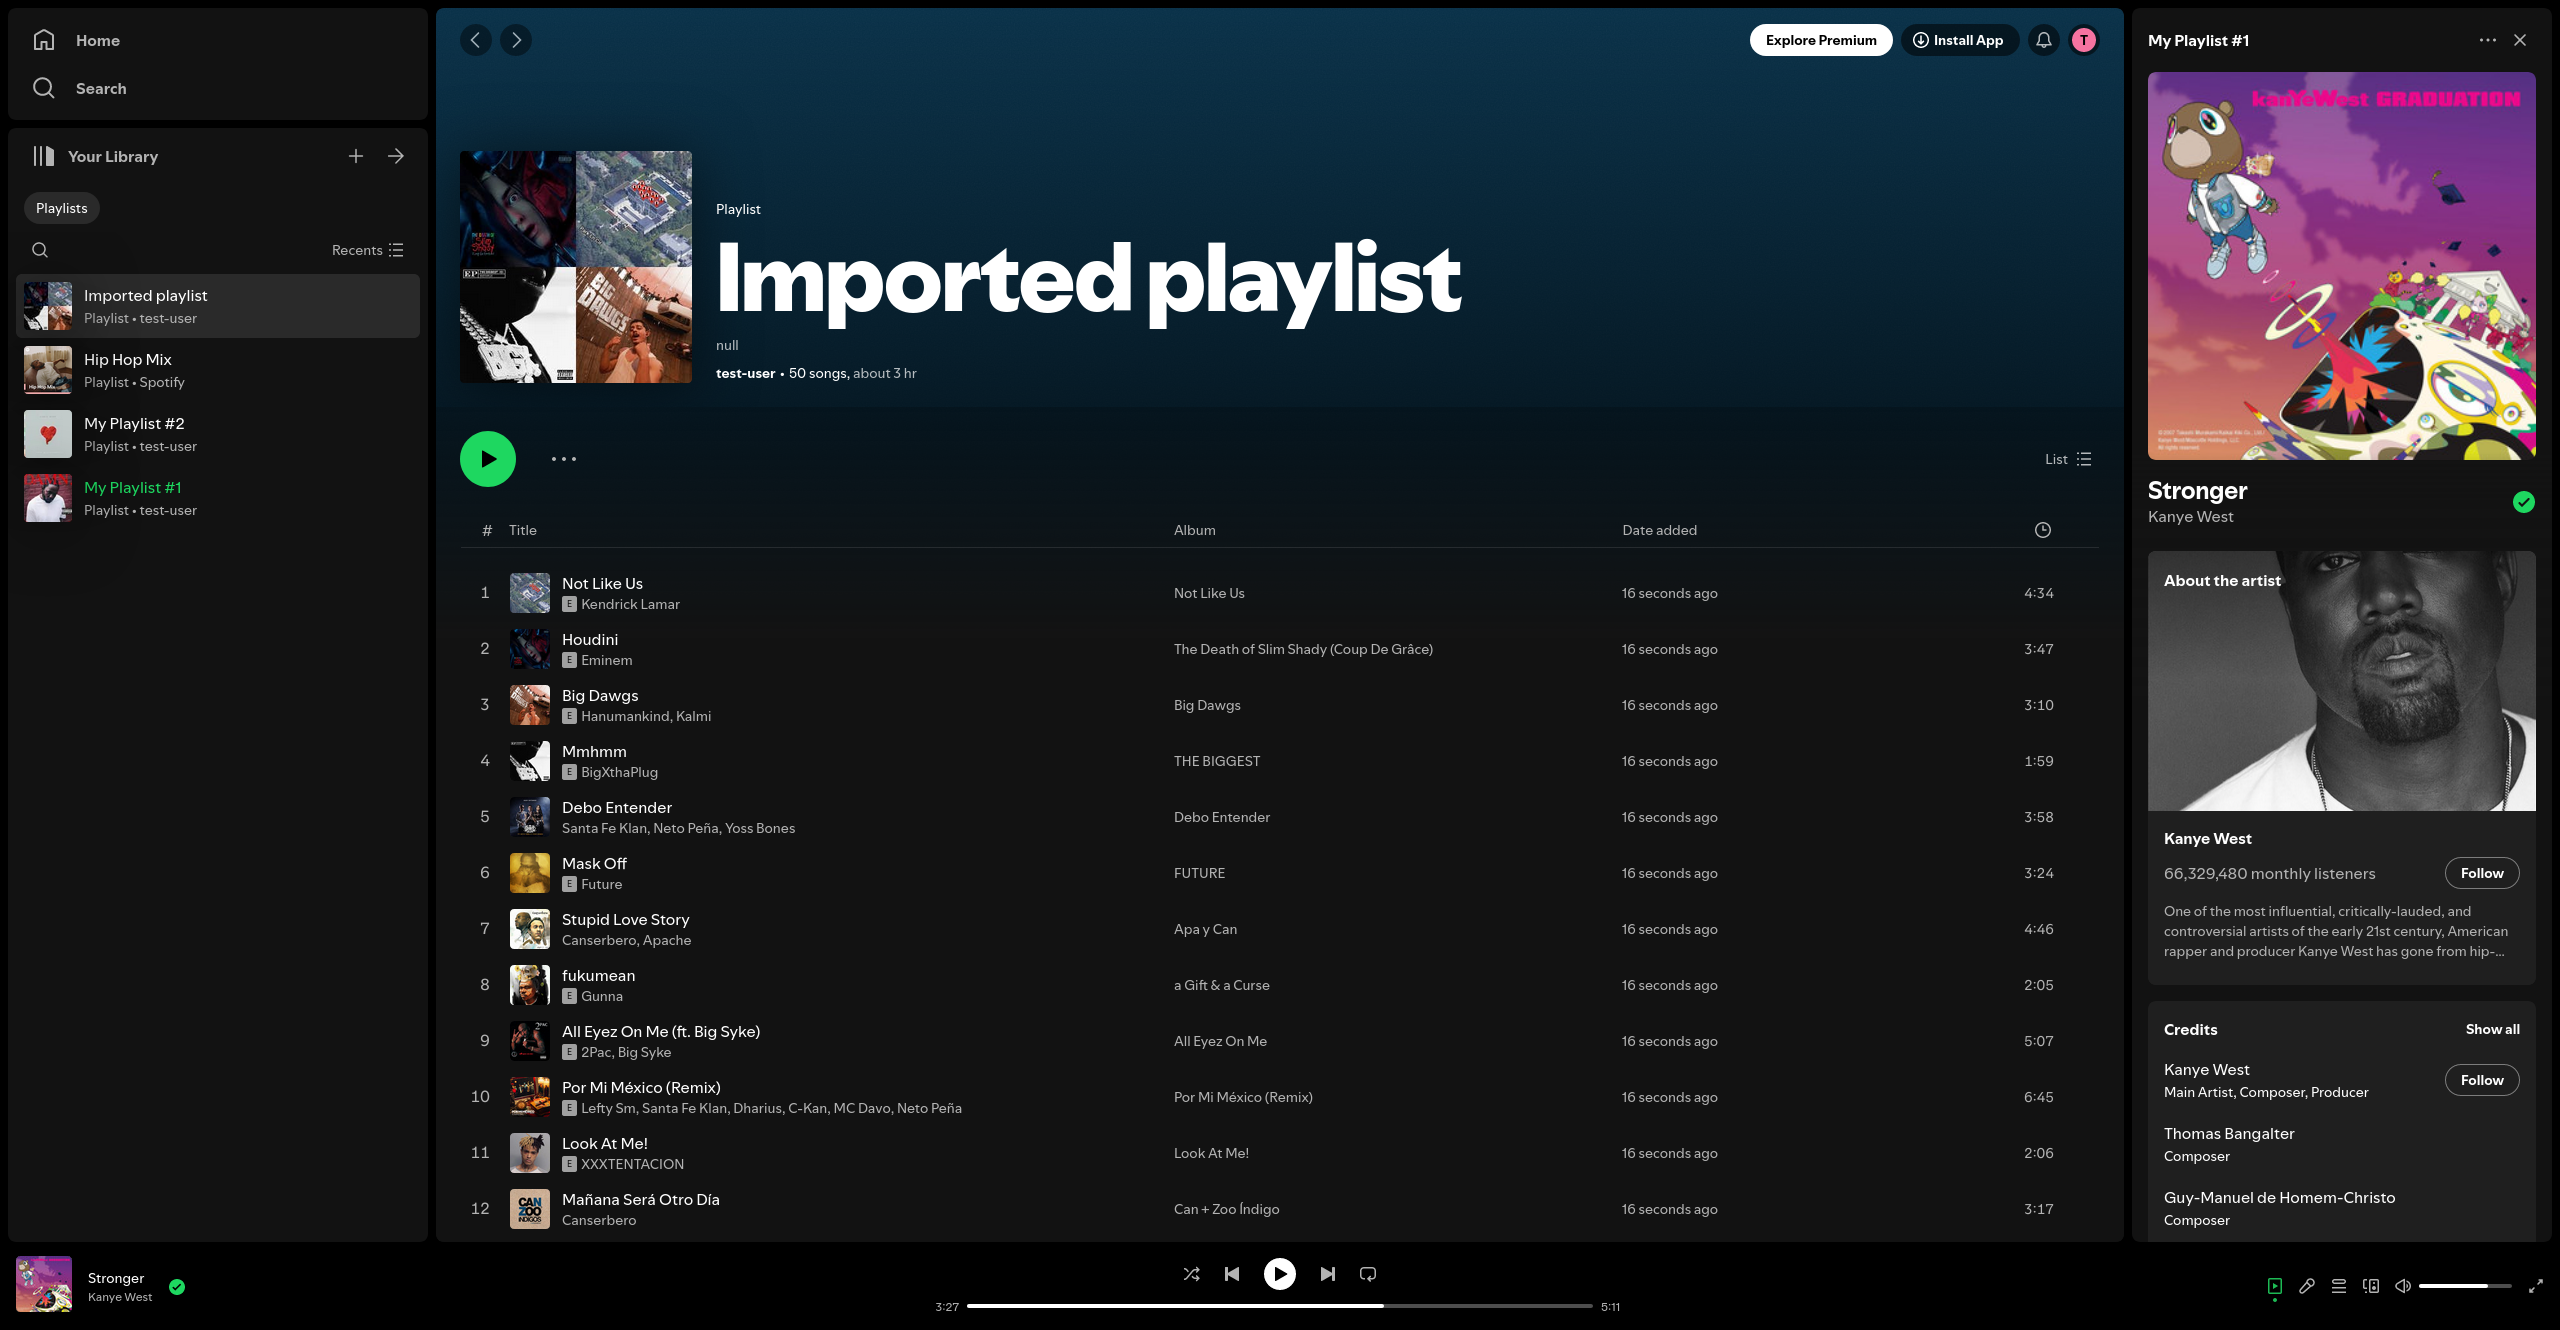 Home
Search
Your Library
Playlists
Recents
Imported playlist
Playlist • test-user
Hip Hop Mix
Playlist • Spotify
My Playlist #2
Playlist • test-user
My Playlist #1
Playlist • test-user
Explore Premium
Install App
T
Playlist
Imported playlist
null
test-user • 50 songs, about 3 hr
List
# Title Album Date added
1 Not Like Us Not Like Us 16 seconds ago 4:34
E Kendrick Lamar
2 Houdini The Death of Slim Shady (Coup De Grâce) 16 seconds ago 3:47
E Eminem
3 Big Dawgs Big Dawgs 16 seconds ago 3:10
E Hanumankind, Kalmi
4 Mmhmm THE BIGGEST 16 seconds ago 1:59
E BigXthaPlug
5 Debo Entender Debo Entender 16 seconds ago 3:58
Santa Fe Klan, Neto Peña, Yoss Bones
6 Mask Off FUTURE 16 seconds ago 3:24
E Future
7 Stupid Love Story Apa y Can 16 seconds ago 4:46
Canserbero, Apache
8 fukumean a Gift & a Curse 16 seconds ago 2:05
E Gunna
9 All Eyez On Me (ft. Big Syke) All Eyez On Me 16 seconds ago 5:07
E 2Pac, Big Syke
10 Por Mi México (Remix) Por Mi México (Remix) 16 seconds ago 6:45
E Lefty Sm, Santa Fe Klan, Dharius, C-Kan, MC Davo, Neto Peña
11 Look At Me! Look At Me! 16 seconds ago 2:06
E XXXTENTACION
12 Mañana Será Otro Día Can + Zoo Índigo 16 seconds ago 3:17
Canserbero
My Playlist #1
kanYeWest GRADUATION
Stronger
Kanye West
About the artist
Kanye West
66,329,480 monthly listeners
Follow
One of the most influential, critically-lauded, and
controversial artists of the early 21st century, American
rapper and producer Kanye West has gone from hip-...
Credits
Show all
Kanye West
Main Artist, Composer, Producer
Follow
Thomas Bangalter
Composer
Guy-Manuel de Homem-Christo
Composer
Stronger
Kanye West
3:27
5:11